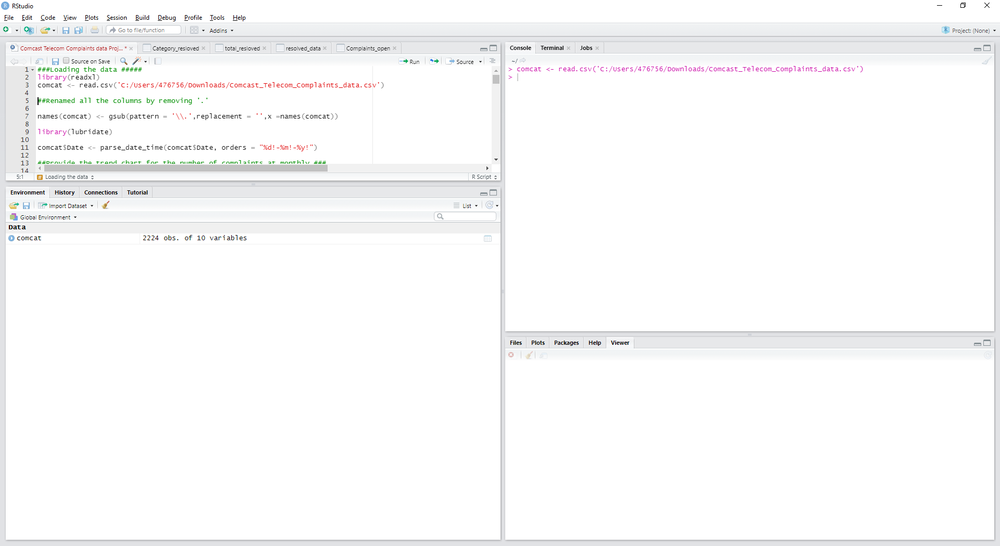 RStudio
File Edit Code View Plots Session Build Debug Profile Tools Help
Go to file/function Addins Project: (None)
Comcast Telecom Complaints data Proj... * Category_resloved total_resloved resolved_data Complaints_open
Source on Save Run Source
1 ###Loading the data #####
2 library(readxl)
3 comcat <- read.csv('C:/Users/476756/Downloads/Comcast_Telecom_Complaints_data.csv')
4
5 ##Renamed all the columns by removing '.'
6
7 names(comcat) <- gsub(pattern = '\\.',replacement = '',x =names(comcat))
8
9 library(lubridate)
10
11 comcat$Date <- parse_date_time(comcat$Date, orders = "%d!-%m!-%y!")
12
13 ##Provide the trend chart for the number of complaints at monthly ###
14
5:1 # Loading the data R Script
Environment History Connections Tutorial
Import Dataset List
Global Environment
Data
comcat 2224 obs. of 10 variables
Console Terminal Jobs
~/
> comcat <- read.csv('C:/Users/476756/Downloads/Comcast_Telecom_Complaints_data.csv')
>
Files Plots Packages Help Viewer